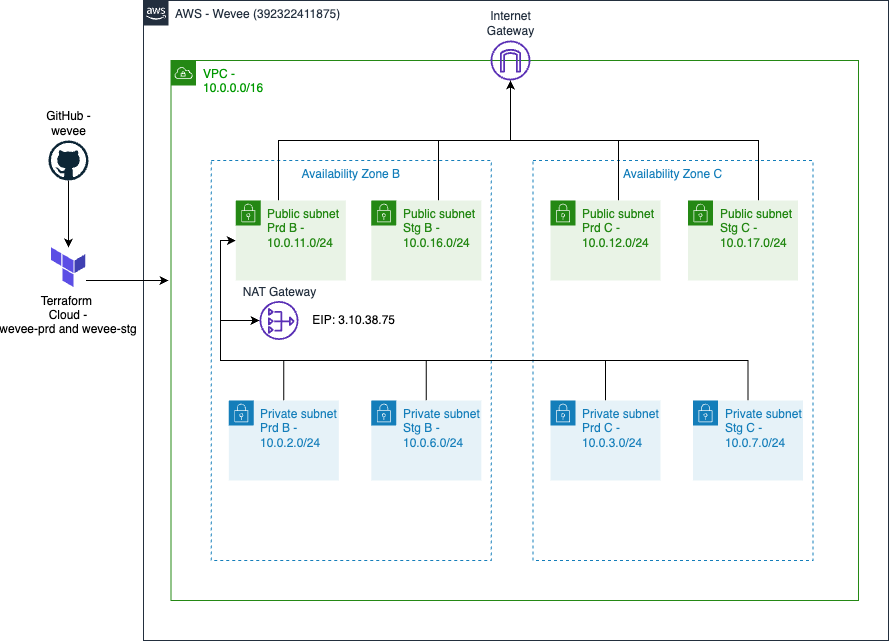 aws
AWS - Wevee (392322411875)
Internet
Gateway
VPC -
10.0.0.0/16
GitHub -
wevee
Availability Zone B
Availability Zone C
Public subnet
Prd B -
10.0.11.0/24
Public subnet
Stg B -
10.0.16.0/24
Public subnet
Prd C -
10.0.12.0/24
Public subnet
Stg C -
10.0.17.0/24
Terraform
Cloud -
wevee-prd and wevee-stg
NAT Gateway
EIP: 3.10.38.75
Private subnet
Prd B -
10.0.2.0/24
Private subnet
Stg B -
10.0.6.0/24
Private subnet
Prd C -
10.0.3.0/24
Private subnet
Stg C -
10.0.7.0/24